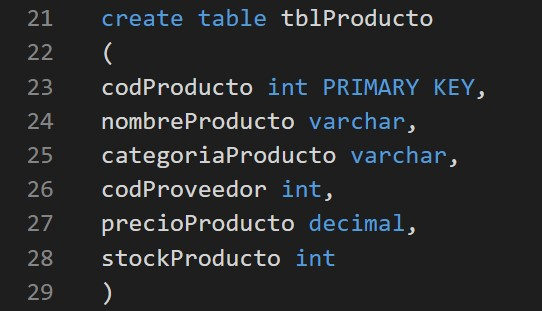 21 create table tblProducto
22 (
23 codProducto int PRIMARY KEY,
24 nombreProducto varchar,
25 categoriaProducto varchar,
26 codProveedor int,
27 precioProducto decimal,
28 stockProducto int
29 )